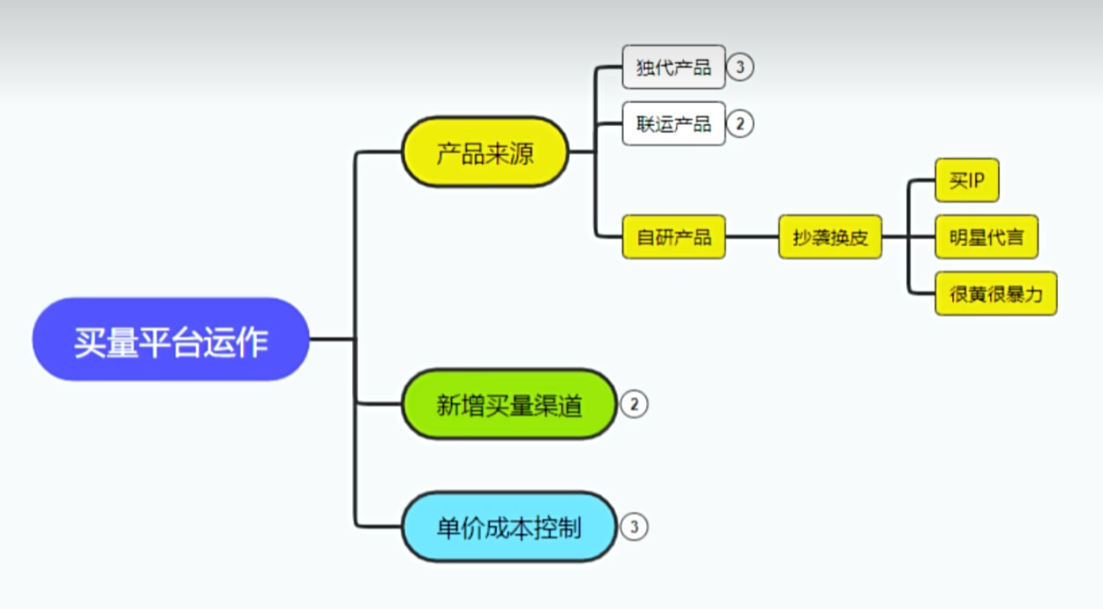 买量平台运作
产品来源
独代产品 3
联运产品 2
自研产品
抄袭换皮
买IP
明星代言
很黄很暴力
新增买量渠道 2
单价成本控制 3